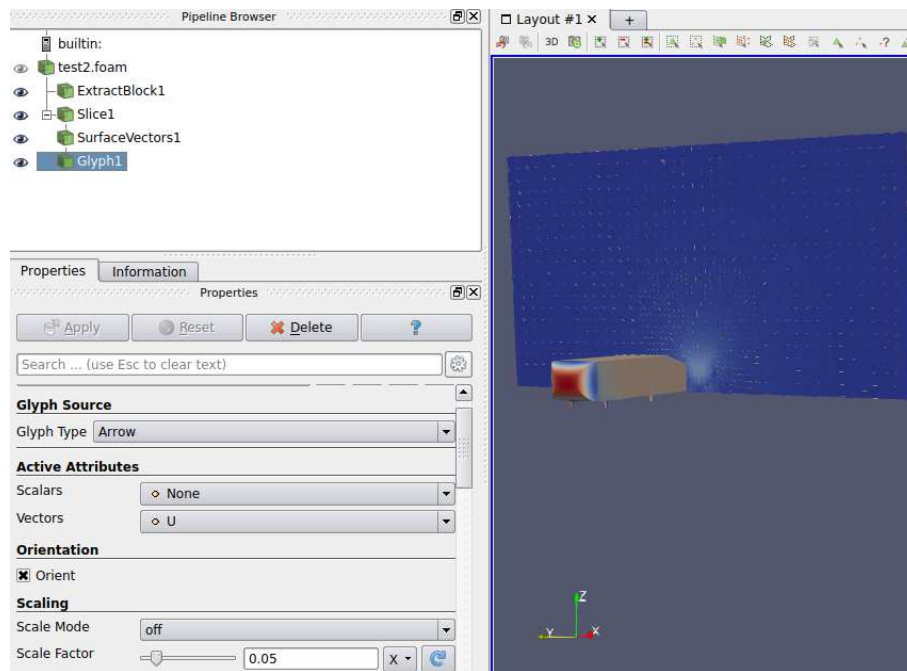 Pipeline Browser
builtin:
test2.foam
ExtractBlock1
Slice1
SurfaceVectors1
Glyph1
Properties Information
Properties
Apply Reset Delete ?
Search ... (use Esc to clear text)
Glyph Source
Glyph Type Arrow
Active Attributes
Scalars None
Vectors U
Orientation
Orient
Scaling
Scale Mode off
Scale Factor 0.05 X
Layout #1 × +
3D ?
Z
Y X